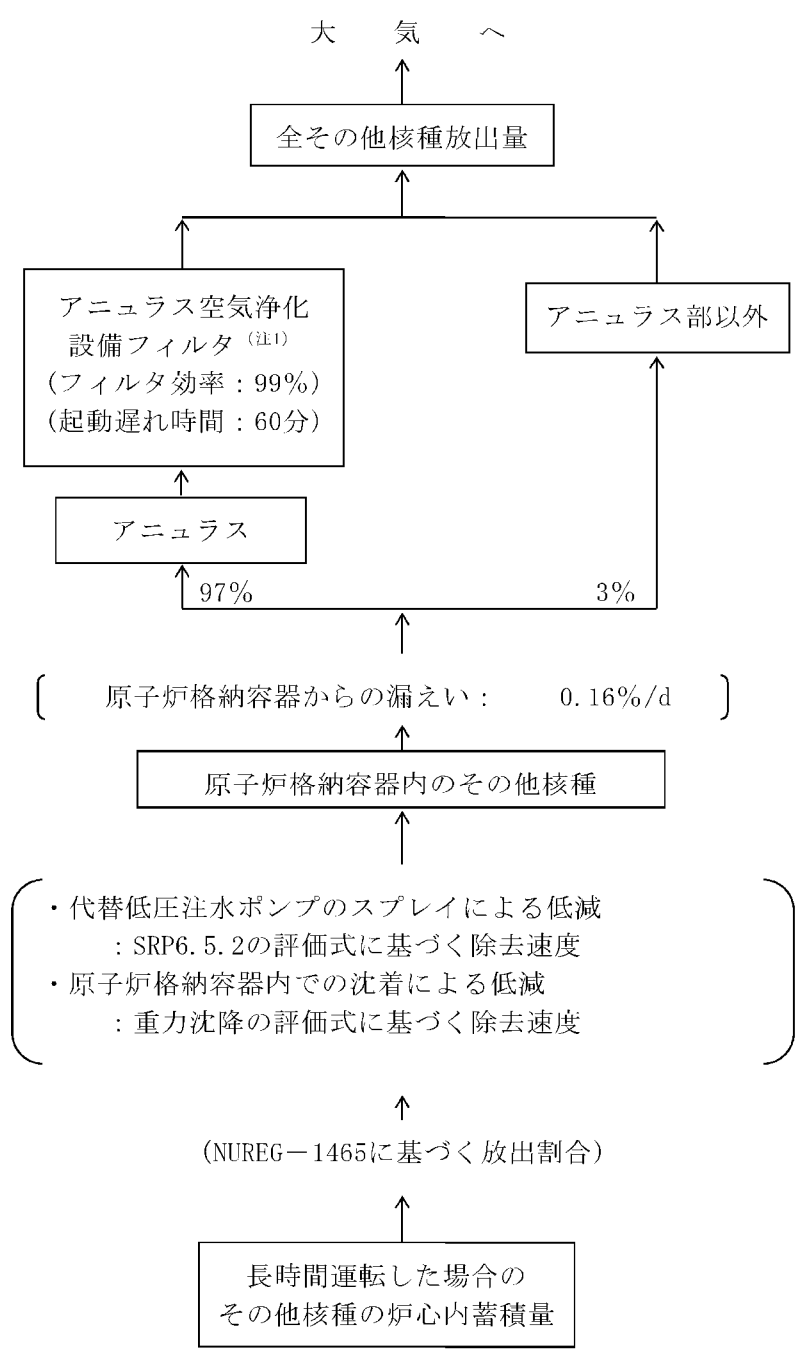 大気へ
全その他核種放出量
アニュラス空気浄化
設備フィルタ(注1)
(フィルタ効率：99%)
(起動遅れ時間：60分)
アニュラス部以外
アニュラス
97%
3%
原子炉格納容器からの漏えい： 0.16%/d
原子炉格納容器内のその他核種
・代替低圧注水ポンプのスプレイによる低減
：SRP6.5.2の評価式に基づく除去速度
・原子炉格納容器内での沈着による低減
：重力沈降の評価式に基づく除去速度
(NUREG－1465に基づく放出割合)
長時間運転した場合の
その他核種の炉心内蓄積量